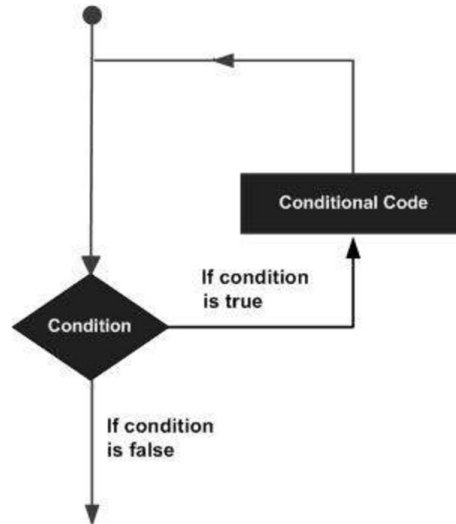 Conditional Code
If condition
is true
Condition
If condition
is false